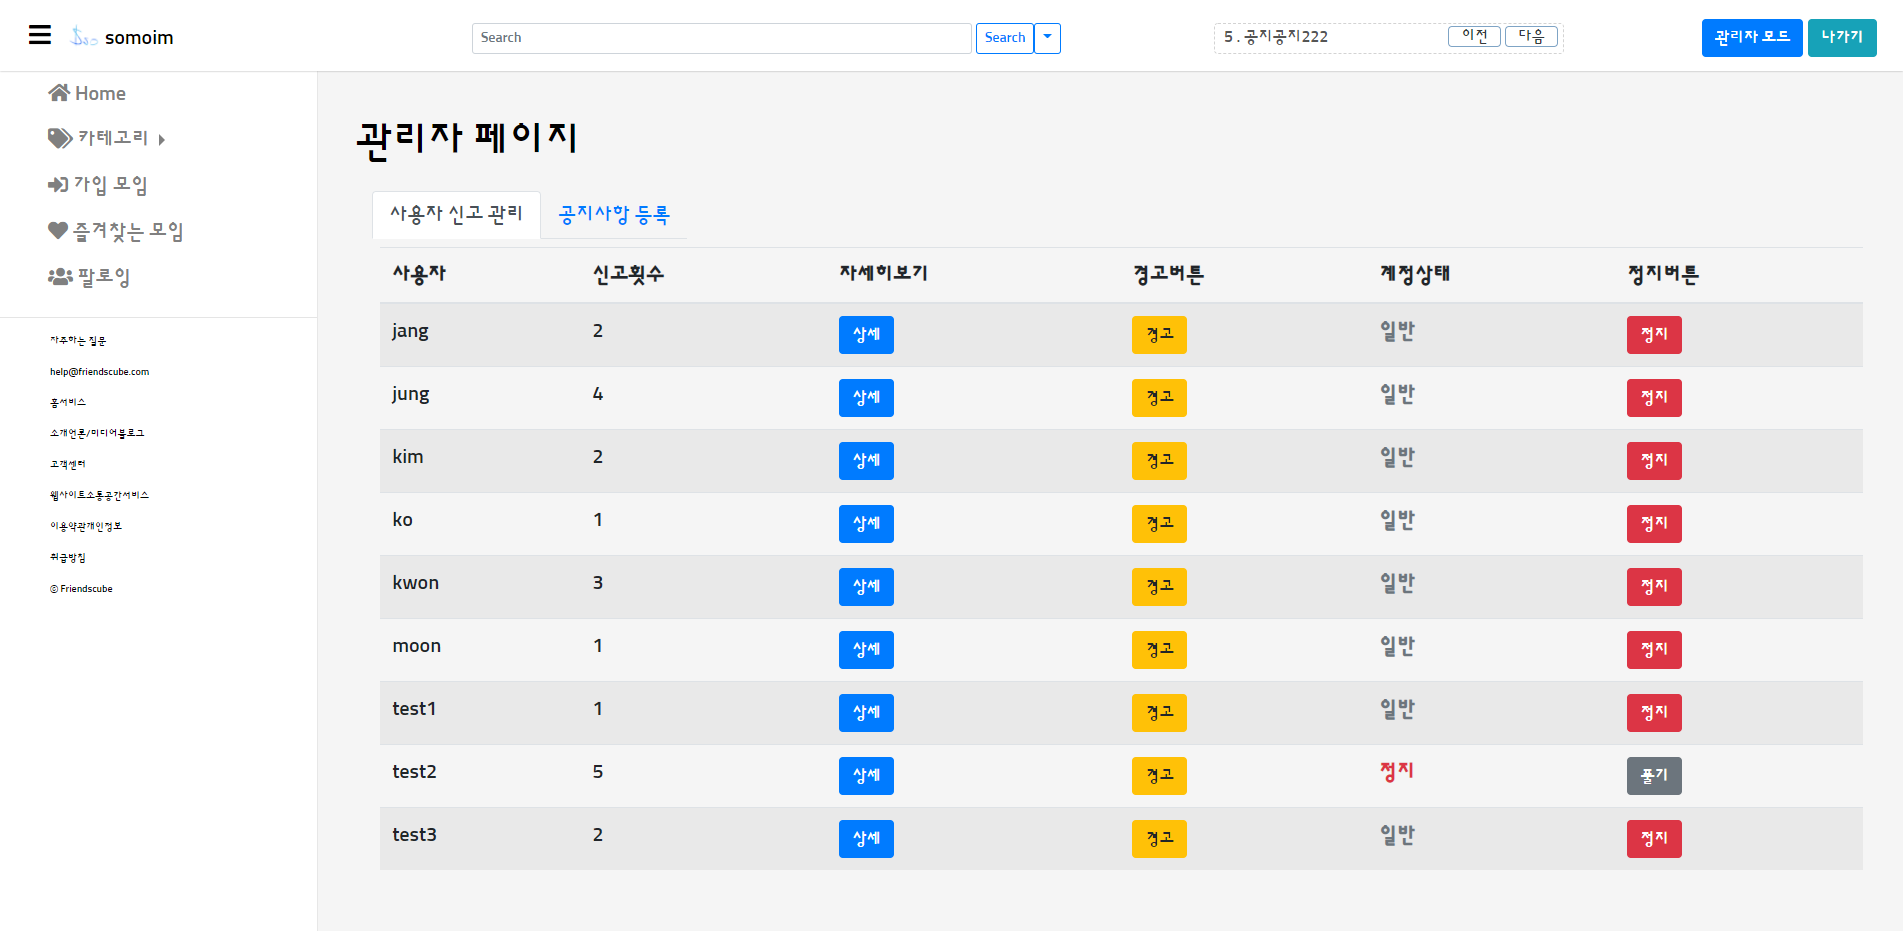 somoim
Search
Search
5 . 공지공지222
이전
다음
관리자 모드
나가기
Home
카테고리
가입 모임
즐겨찾는 모임
팔로잉
자주하는 질문
help@friendscube.com
홈서비스
소개언론/미디어블로그
고객센터
웹사이트소통공간서비스
이용약관개인정보
취급방침
© Friendscube
관리자 페이지
사용자 신고 관리 공지사항 등록
사용자 신고횟수 자세히보기 경고버튼 계정상태 정지버튼
jang 2 상세 경고 일반 정지
jung 4 상세 경고 일반 정지
kim 2 상세 경고 일반 정지
ko 1 상세 경고 일반 정지
kwon 3 상세 경고 일반 정지
moon 1 상세 경고 일반 정지
test1 1 상세 경고 일반 정지
test2 5 상세 경고 정지 풀기
test3 2 상세 경고 일반 정지